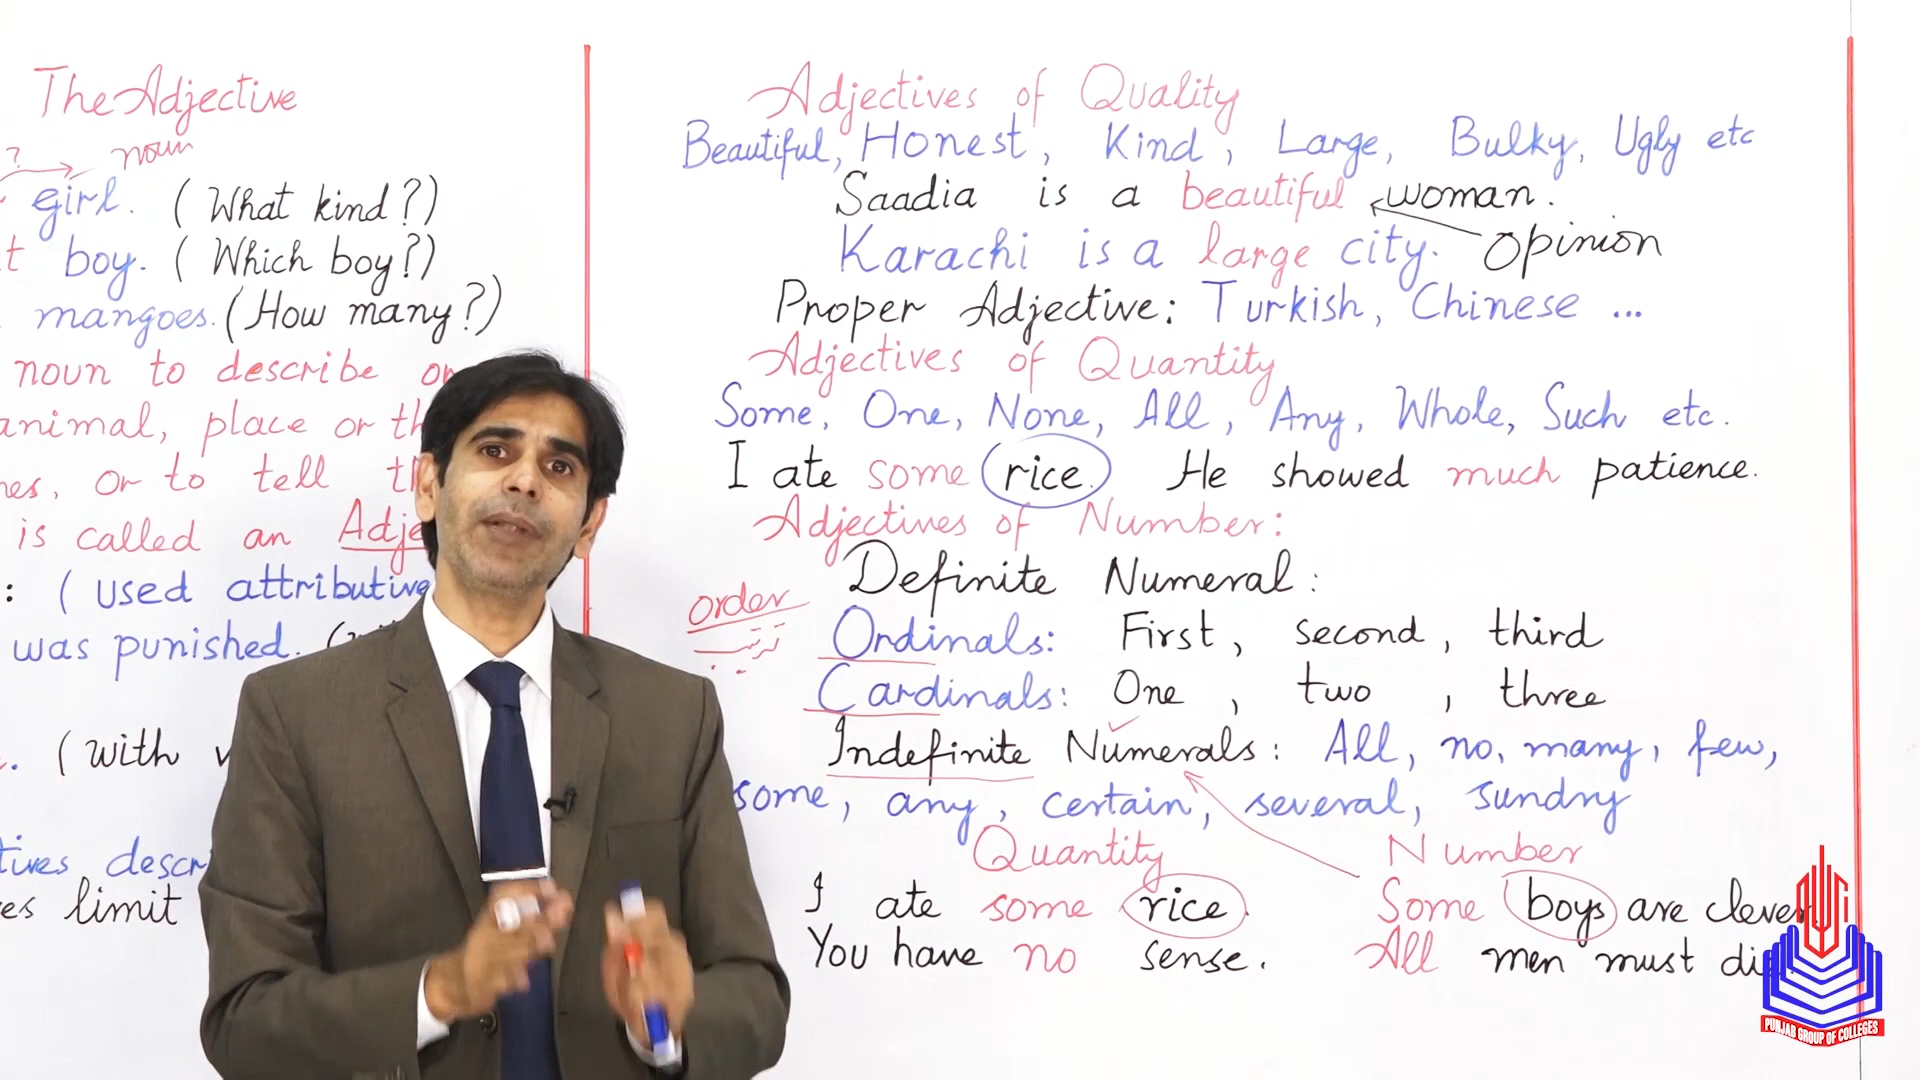 The Adjective
? noun
girl. (What kind?)
t boy. (Which boy?)
mangoes. (How many?)
noun to describe or
animal, place or th
nes, or to tell th
is called an Adje
: (used attributive
was punished.
. (with
tives descr
es limit
Adjectives of Quality
Beautiful, Honest, Kind, Large, Bulky, Ugly etc
Saadia is a beautiful woman.
Karachi is a large city. Opinion
Proper Adjective: Turkish, Chinese ...
Adjectives of Quantity
Some, One, None, All, Any, Whole, Such etc.
I ate some rice. He showed much patience.
Adjectives of Number:
Definite Numeral:
order
ترتیب
Ordinals: First, second, third
Cardinals: One, two, three
Indefinite Numerals: All, no, many, few,
some, any, certain, several, sundry
Quantity Number
I ate some rice. Some boys are clever.
You have no sense. All men must di
PUNJAB GROUP OF COLLEGES